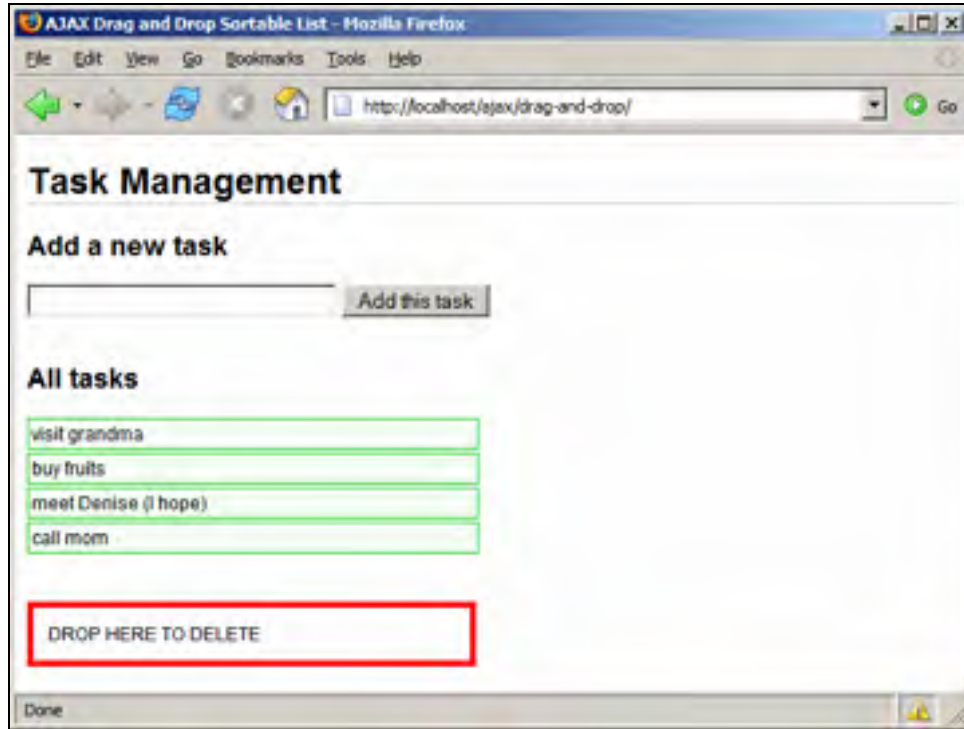 AJAX Drag and Drop Sortable List - Mozilla Firefox
File Edit View Go Bookmarks Tools Help
http://localhost/ajax/drag-and-drop/ Go
Task Management
Add a new task
Add this task
All tasks
visit grandma
buy fruits
meet Denise (I hope)
call mom
DROP HERE TO DELETE
Done